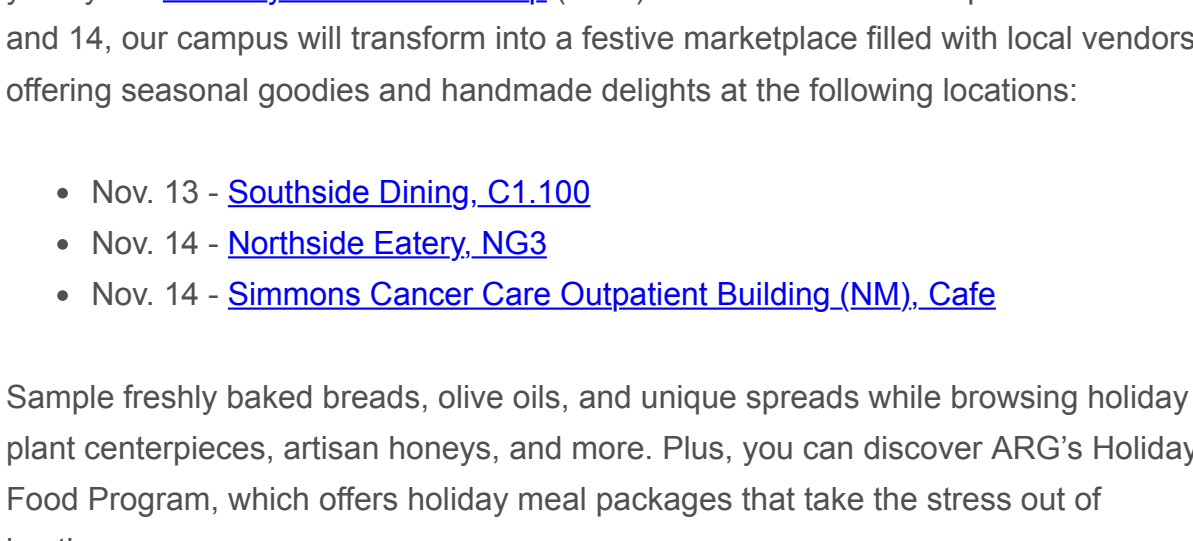 and 14, our campus will transform into a festive marketplace filled with local vendors
offering seasonal goodies and handmade delights at the following locations:
• Nov. 13 - Southside Dining, C1.100
• Nov. 14 - Northside Eatery, NG3
• Nov. 14 - Simmons Cancer Care Outpatient Building (NM), Cafe
Sample freshly baked breads, olive oils, and unique spreads while browsing holiday
plant centerpieces, artisan honeys, and more. Plus, you can discover ARG’s Holiday
Food Program, which offers holiday meal packages that take the stress out of